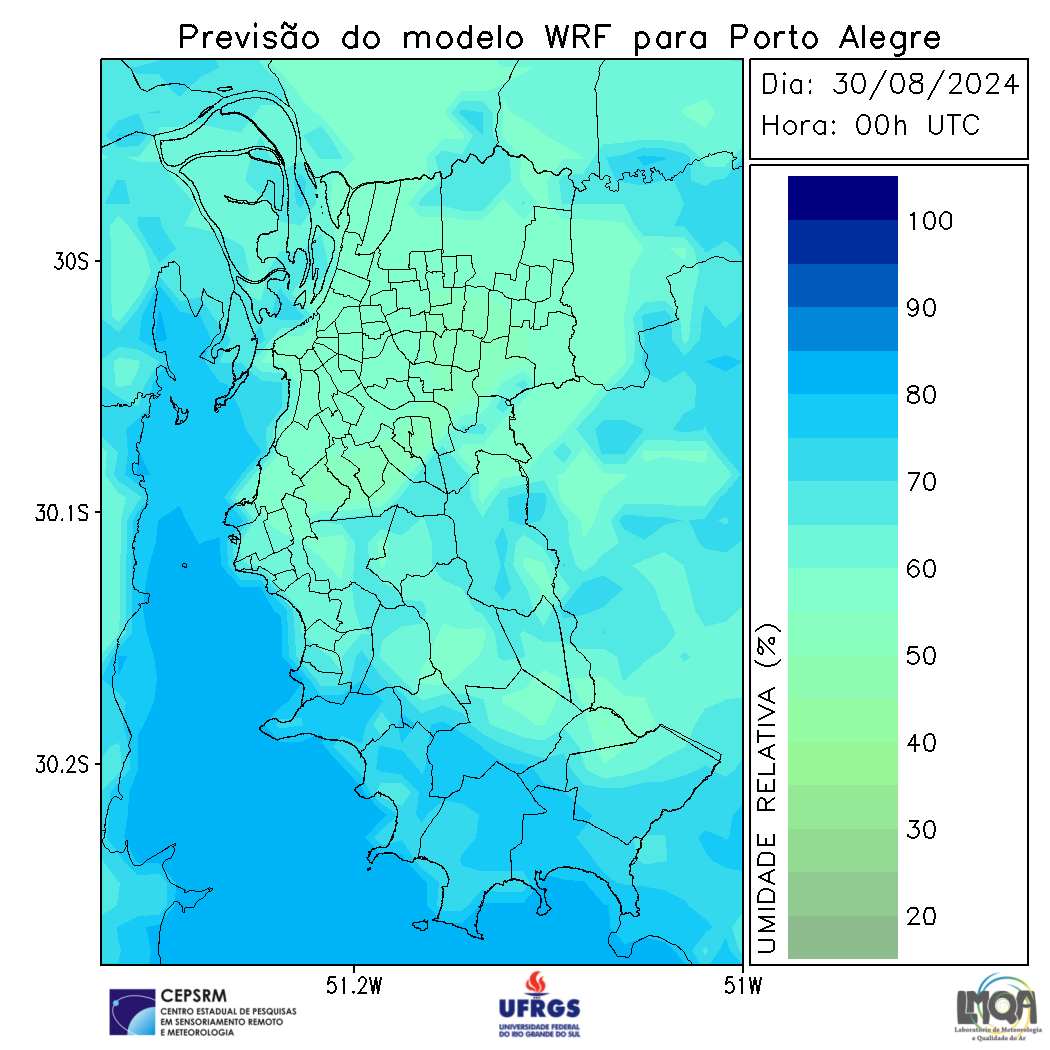 Previsão do modelo WRF para Porto Alegre
Dia: 30/08/2024
Hora: 00h UTC
100
90
80
70
60
50
40
30
20
UMIDADE RELATIVA (%)
30S
30.1S
30.2S
51.2W
51W
CEPSRM
CENTRO ESTADUAL DE PESQUISAS
EM SENSORIAMENTO REMOTO
E METEOROLOGIA
UFRGS
UNIVERSIDADE FEDERAL
DO RIO GRANDE DO SUL
LMQA
Laboratório de Meteorologia
e Qualidade do Ar